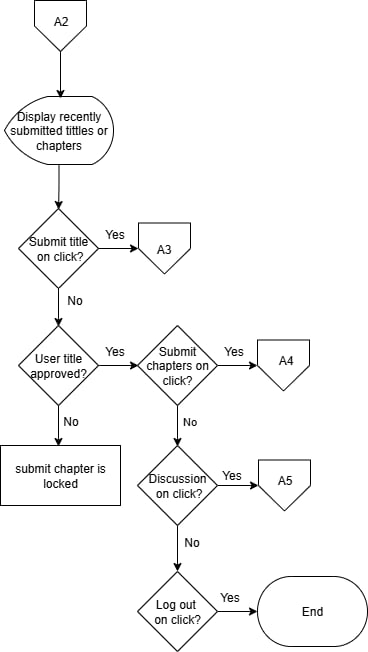 A2
Display recently
submitted tittles or
chapters
Submit title
on click?
Yes
A3
No
User title
approved?
Yes
Submit
chapters on
click?
Yes
A4
No
No
submit chapter is
locked
Discussion
on click?
Yes
A5
No
Log out
on click?
Yes
End